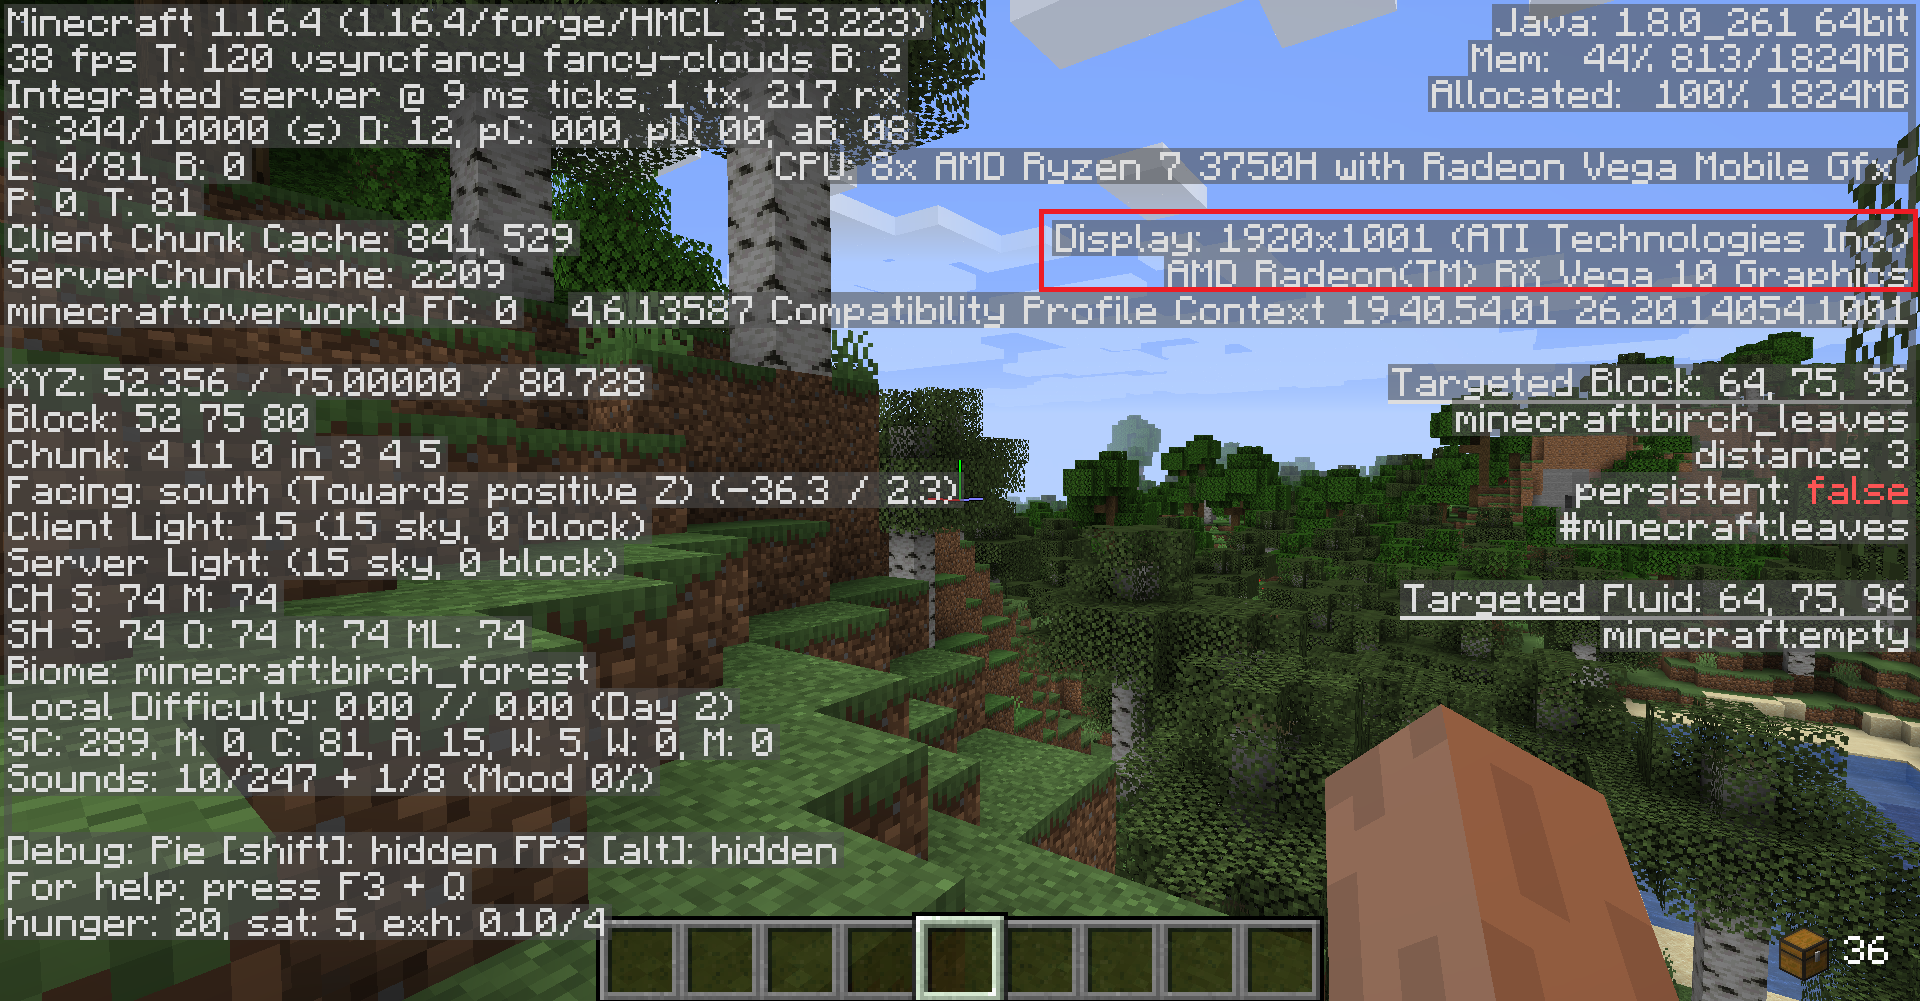 Minecraft 1.16.4 (1.16.4/forge/HMCL 3.5.3.223)
38 fps T: 120 vsyncfancy fancy-clouds B: 2
Integrated server @ 9 ms ticks, 1 tx, 217 rx
C: 344/10000 (s) D: 12, pC: 000, pU: 00, aB: 08
E: 4/81, B: 0
P: 0. T: 81
Client Chunk Cache: 841, 529
ServerChunkCache: 2209
minecraft:overworld FC: 0
XYZ: 52.356 / 75.00000 / 80.728
Block: 52 75 80
Chunk: 4 11 0 in 3 4 5
Facing: south (Towards positive Z) (-36.3 / 2.3)
Client Light: 15 (15 sky, 0 block)
Server Light: (15 sky, 0 block)
CH S: 74 M: 74
SH S: 74 O: 74 M: 74 ML: 74
Biome: minecraft:birch_forest
Local Difficulty: 0.00 // 0.00 (Day 2)
SC: 289, M: 0, C: 81, A: 15, W: 5, W: 0, M: 0
Sounds: 10/247 + 1/8 (Mood 0%)
Debug: Pie [shift]: hidden FPS [alt]: hidden
For help: press F3 + Q
hunger: 20, sat: 5, exh: 0.10/4
Java: 1.8.0_261 64bit
Mem: 44% 813/1824MB
Allocated: 100% 1824MB
CPU: 8x AMD Ryzen 7 3750H with Radeon Vega Mobile Gfx
Display: 1920x1001 (ATI Technologies Inc.)
AMD Radeon(TM) RX Vega 10 Graphics
4.6.13587 Compatibility Profile Context 19.40.54.01 26.20.14054.1001
Targeted Block: 64, 75, 96
minecraft:birch_leaves
distance: 3
persistent: false
#minecraft:leaves
Targeted Fluid: 64, 75, 96
minecraft:empty
36